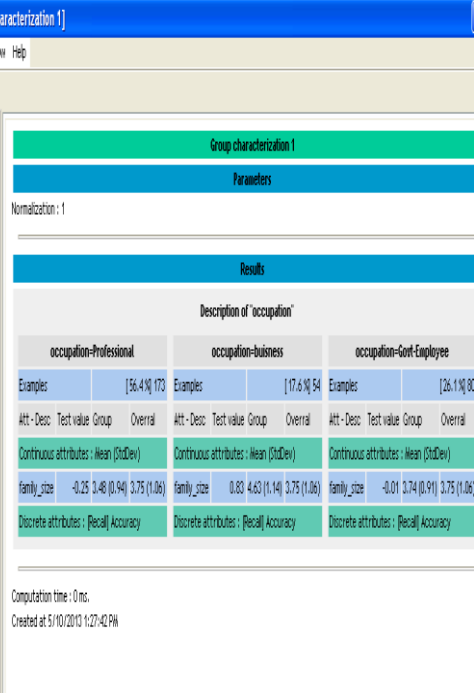 aracterization 1]
Help
Group characterization 1
Parameters
Normalization : 1
Results
Description of "occupation"
occupation=Professional occupation=buisness occupation=Govt-Employee
Examples [ 56.4 %] 173 Examples [ 17.6 %] 54 Examples [ 26.1 %] 80
Att - Desc Test value Group Overral Att - Desc Test value Group Overral Att - Desc Test value Group Overral
Continuous attributes : Mean (StdDev) Continuous attributes : Mean (StdDev) Continuous attributes : Mean (StdDev)
family_size -0.25 3.48 (0.94) 3.75 (1.06) family_size 0.83 4.63 (1.14) 3.75 (1.06) family_size -0.01 3.74 (0.91) 3.75 (1.06)
Discrete attributes : [Recall] Accuracy Discrete attributes : [Recall] Accuracy Discrete attributes : [Recall] Accuracy
Computation time : 0 ms.
Created at 5/10/2013 1:27:42 PM